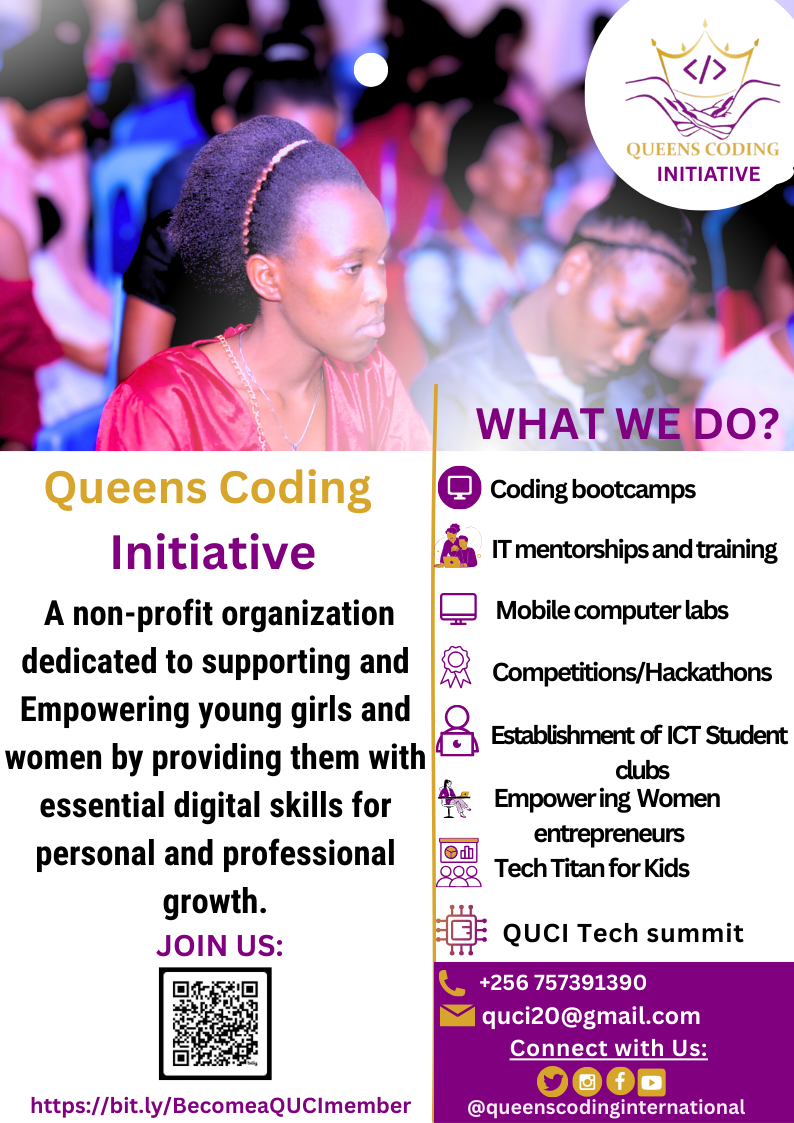 </>
QUEENS CODING
INITIATIVE
WHAT WE DO?
Queens Coding
Initiative
A non-profit organization
dedicated to supporting and
Empowering young girls and
women by providing them with
essential digital skills for
personal and professional
growth.
JOIN US:
https://bit.ly/BecomeaQUCImember
Coding bootcamps
IT mentorships and training
Mobile computer labs
Competitions/Hackathons
Establishment of ICT Student
clubs
Empowering Women
entrepreneurs
Tech Titan for Kids
QUCI Tech summit
+256 757391390
quci20@gmail.com
Connect with Us:
@queenscodinginternational